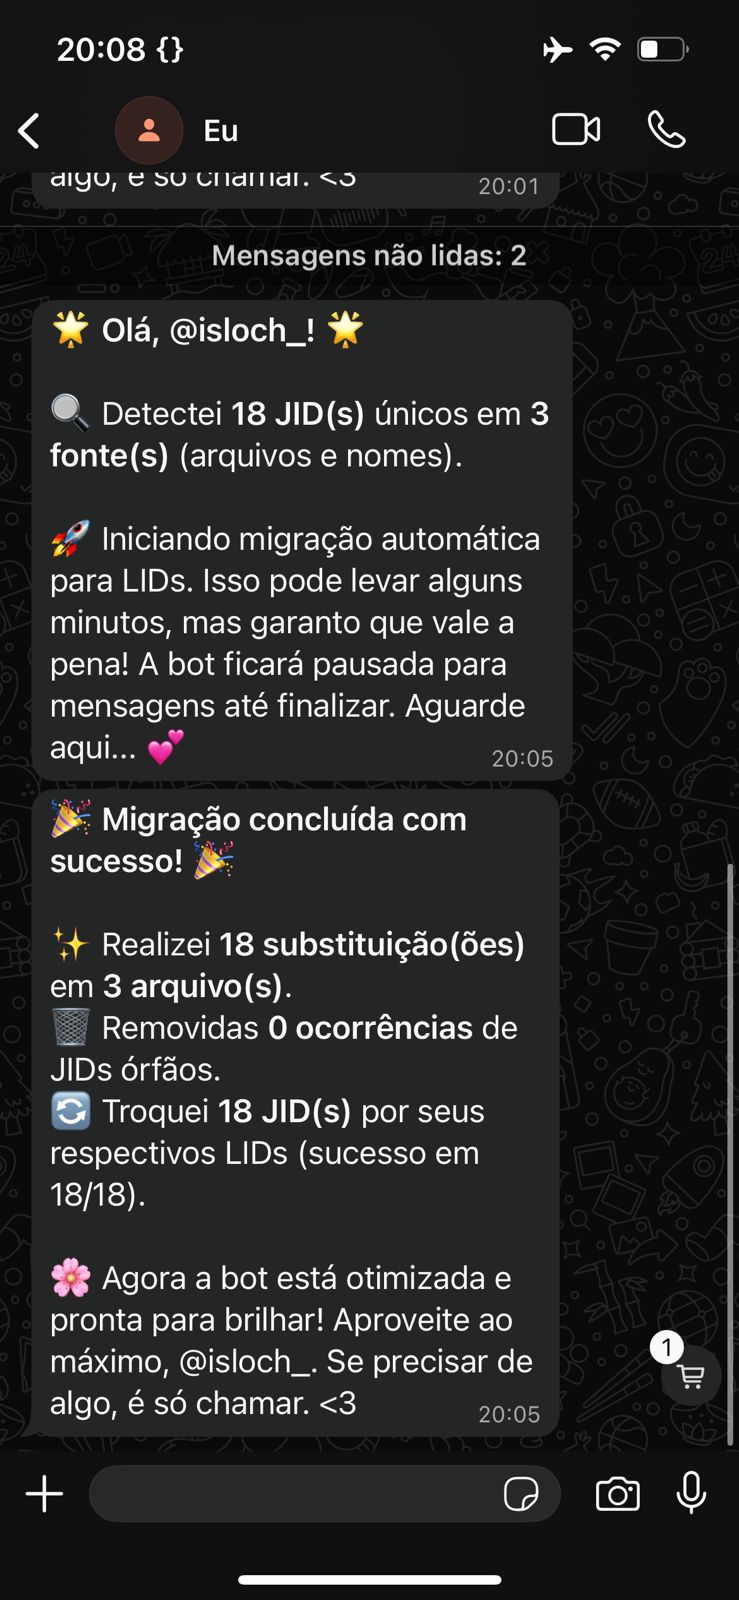 20:08 {}
Eu
algo, é só chamar. <3
20:01
Mensagens não lidas: 2
🌟 Olá, @isloch_! 🌟
🔍 Detectei 18 JID(s) únicos em 3
fonte(s) (arquivos e nomes).
🚀 Iniciando migração automática
para LIDs. Isso pode levar alguns
minutos, mas garanto que vale a
pena! A bot ficará pausada para
mensagens até finalizar. Aguarde
aqui... 💕
20:05
🎉 Migração concluída com
sucesso! 🎉
✨ Realizei 18 substituição(ões)
em 3 arquivo(s).
🗑️ Removidas 0 ocorrências de
JIDs órfãos.
🔄 Troquei 18 JID(s) por seus
respectivos LIDs (sucesso em
18/18).
🌸 Agora a bot está otimizada e
pronta para brilhar! Aproveite ao
máximo, @isloch_. Se precisar de
algo, é só chamar. <3
20:05
1